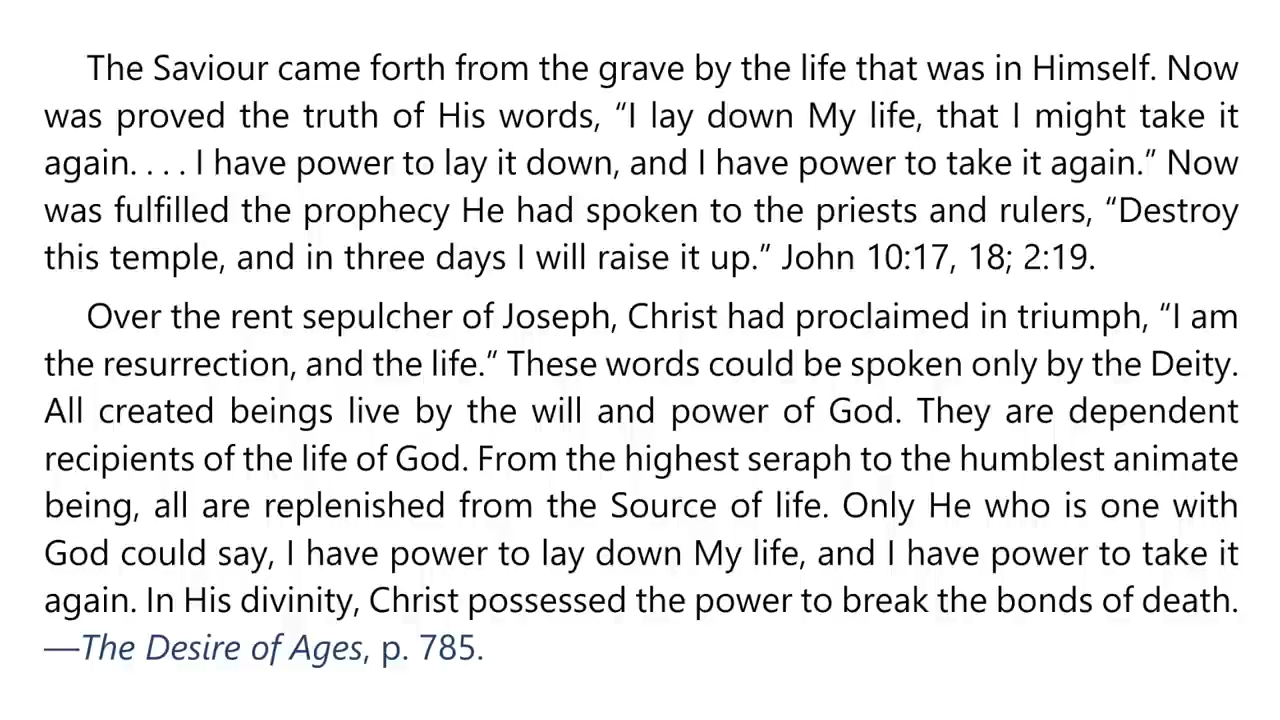 The Saviour came forth from the grave by the life that was in Himself. Now
was proved the truth of His words, “I lay down My life, that I might take it
again. . . . I have power to lay it down, and I have power to take it again.” Now
was fulfilled the prophecy He had spoken to the priests and rulers, “Destroy
this temple, and in three days I will raise it up.” John 10:17, 18; 2:19.
Over the rent sepulcher of Joseph, Christ had proclaimed in triumph, “I am
the resurrection, and the life.” These words could be spoken only by the Deity.
All created beings live by the will and power of God. They are dependent
recipients of the life of God. From the highest seraph to the humblest animate
being, all are replenished from the Source of life. Only He who is one with
God could say, I have power to lay down My life, and I have power to take it
again. In His divinity, Christ possessed the power to break the bonds of death.
—The Desire of Ages, p. 785.